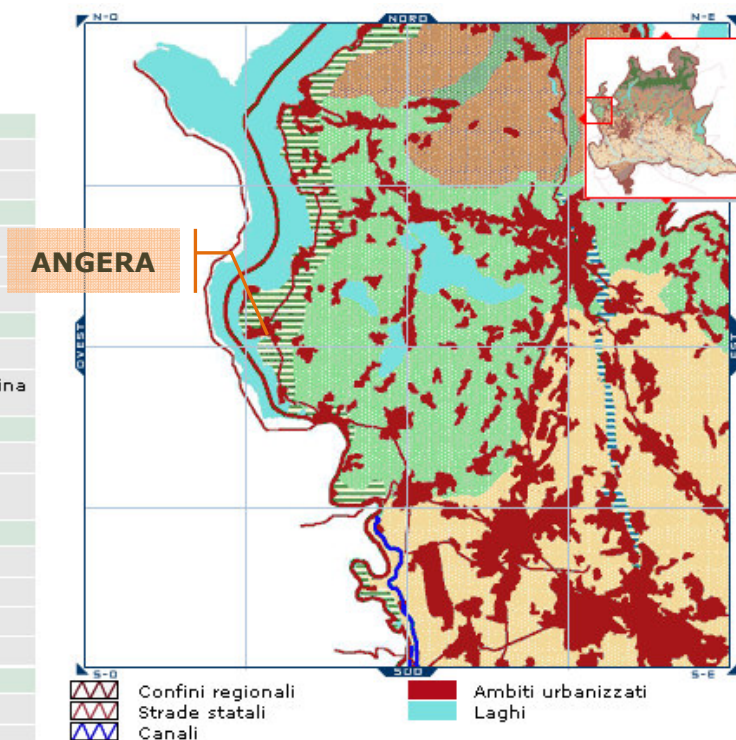 N-O
NORD
N-E
ANGERA
OVEST
EST
ina
S-O
SUD
S-E
Confini regionali
Strade statali
Canali
Ambiti urbanizzati
Laghi